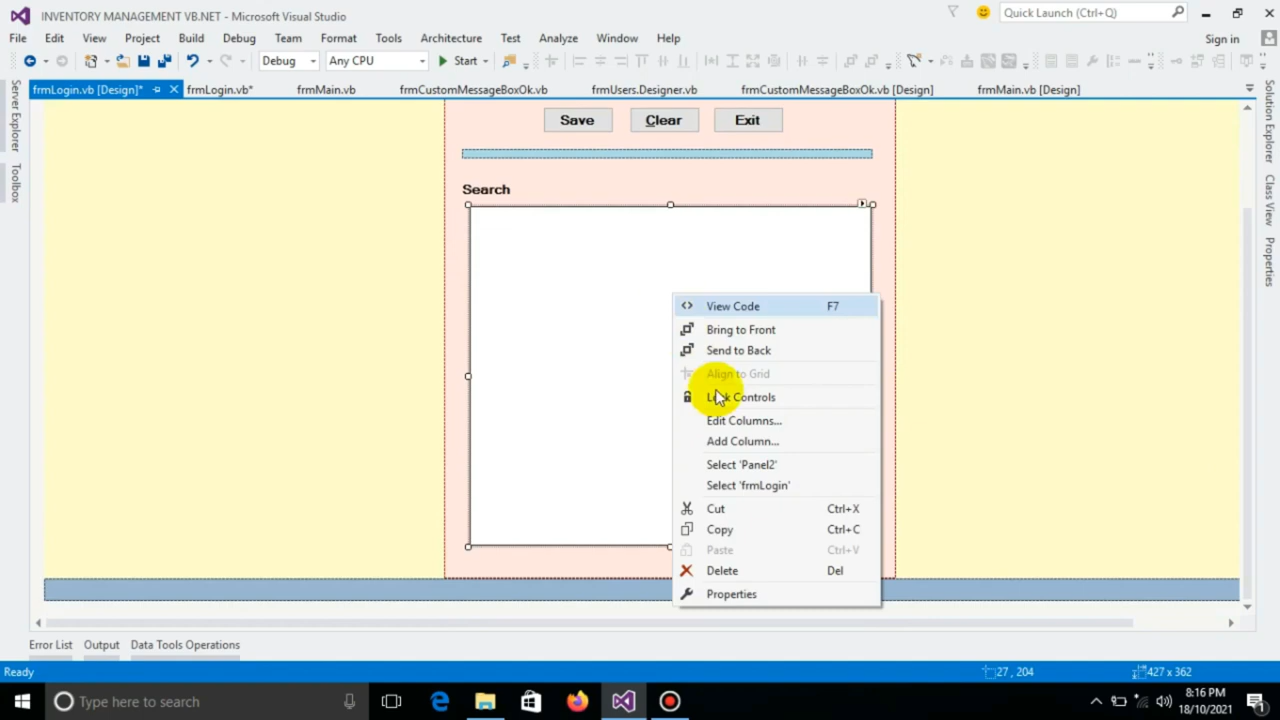 INVENTORY MANAGEMENT VB.NET - Microsoft Visual Studio
Quick Launch (Ctrl+Q)
File Edit View Project Build Debug Team Format Tools Architecture Test Analyze Window Help
Sign in
Debug Any CPU Start
frmLogin.vb [Design]* frmLogin.vb* frmMain.vb frmCustomMessageBoxOk.vb frmUsers.Designer.vb frmCustomMessageBoxOk.vb [Design] frmMain.vb [Design]
Server Explorer
Toolbox
Solution Explorer
Class View
Properties
Save Clear Exit
Search
View Code F7
Bring to Front
Send to Back
Align to Grid
Lock Controls
Edit Columns...
Add Column...
Select 'Panel2'
Select 'frmLogin'
Cut Ctrl+X
Copy Ctrl+C
Paste Ctrl+V
Delete Del
Properties
Error List Output Data Tools Operations
Ready 27 , 204 427 x 362
Type here to search
8:16 PM
18/10/2021
1